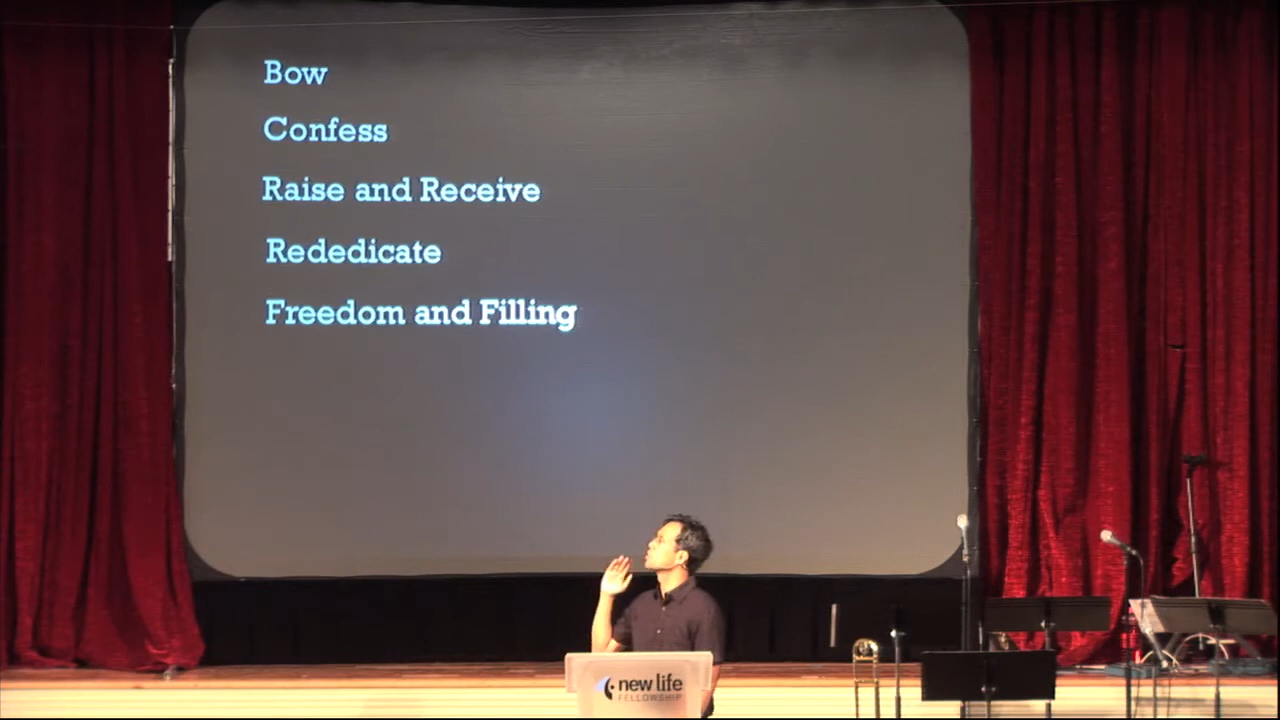 Bow
Confess
Raise and Receive
Rededicate
Freedom and Filling
new life
FELLOWSHIP